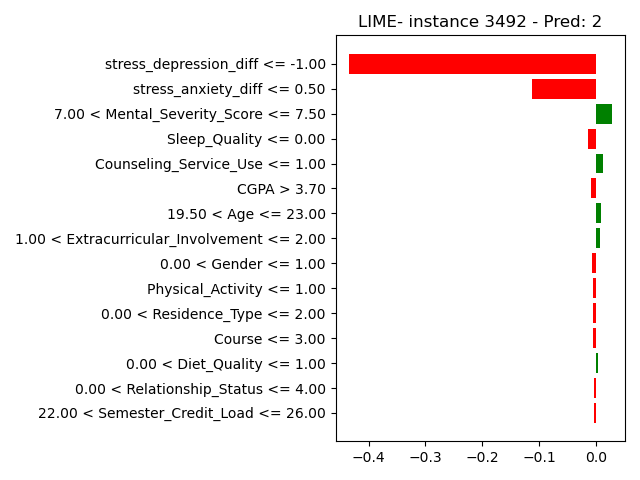 LIME- instance 3492 - Pred: 2
stress_depression_diff <= -1.00
stress_anxiety_diff <= 0.50
7.00 < Mental_Severity_Score <= 7.50
Sleep_Quality <= 0.00
Counseling_Service_Use <= 1.00
CGPA > 3.70
19.50 < Age <= 23.00
1.00 < Extracurricular_Involvement <= 2.00
0.00 < Gender <= 1.00
Physical_Activity <= 1.00
0.00 < Residence_Type <= 2.00
Course <= 3.00
0.00 < Diet_Quality <= 1.00
0.00 < Relationship_Status <= 4.00
22.00 < Semester_Credit_Load <= 26.00
−0.4 −0.3 −0.2 −0.1 0.0